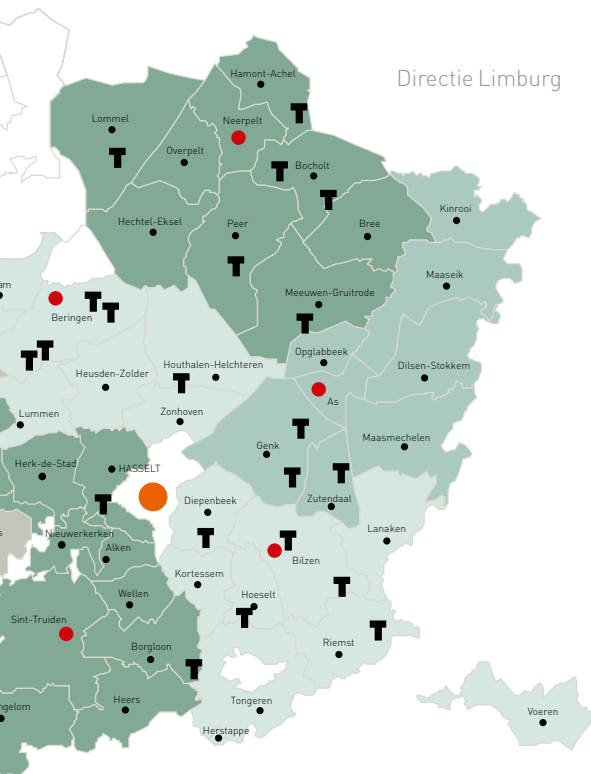 Directie Limburg
Hamont-Achel
Lommel
Neerpelt
Overpelt
Bocholt
Kinrooi
Hechtel-Eksel
Peer
Bree
Maaseik
am
Meeuwen-Gruitrode
Beringen
Opglabbeek
Houthalen-Helchteren
Dilsen-Stokkem
Heusden-Zolder
As
Zonhoven
Lummen
Maasmechelen
Genk
Herk-de-Stad
HASSELT
Zutendaal
Diepenbeek
Lanaken
s
Nieuwerkerken
Alken
Bilzen
Kortessem
Wellen
Hoeselt
Sint-Truiden
Riemst
Borgloon
Heers
Tongeren
ngelom
Voeren
Herstappe